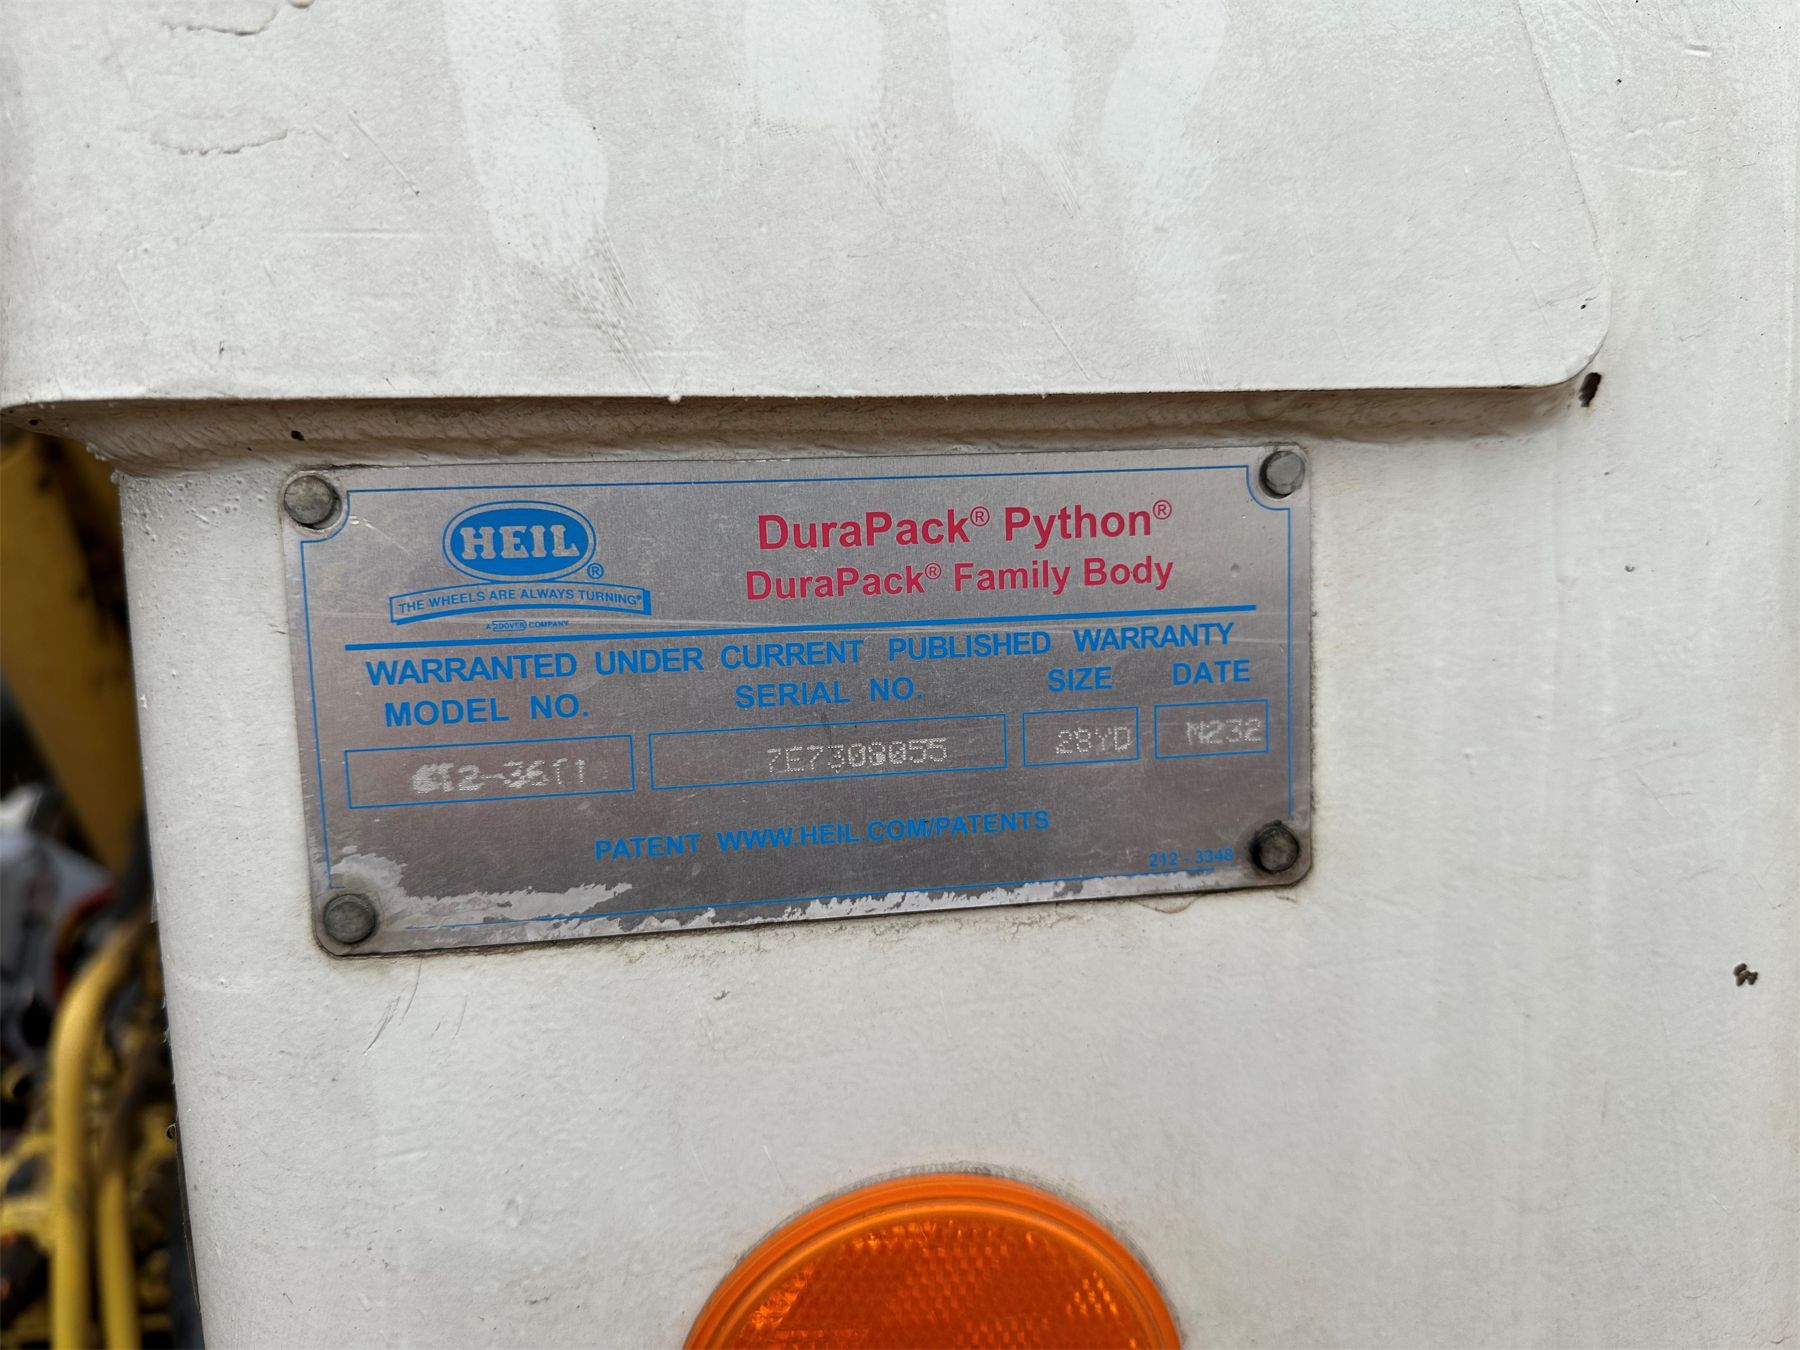 HEIL®
THE WHEELS ARE ALWAYS TURNING®
A DOVER COMPANY
DuraPack® Python®
DuraPack® Family Body
WARRANTED UNDER CURRENT PUBLISHED WARRANTY
MODEL NO. SERIAL NO. SIZE DATE
7E7308055 28YD M232
PATENT WWW.HEIL.COM/PATENTS
212-3348